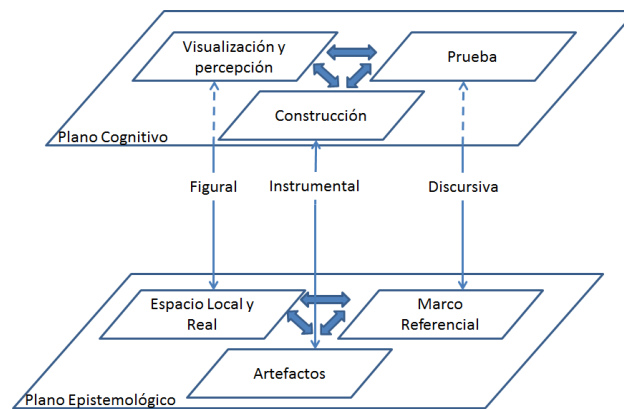 Visualización y
percepción
Prueba
Construcción
Plano Cognitivo
Figural
Instrumental
Discursiva
Espacio Local y
Real
Marco
Referencial
Artefactos
Plano Epistemológico